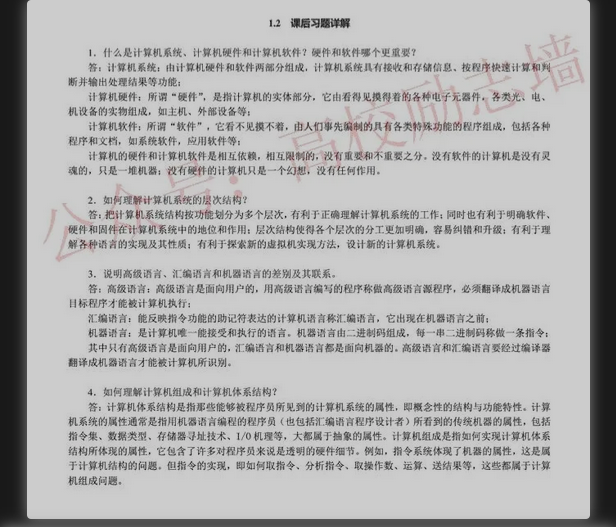 1.2 课后习题详解
1．什么是计算机系统、计算机硬件和计算机软件？硬件和软件哪个更重要？
答：计算机系统：由计算机硬件和软件两部分组成，计算机系统具有接收和存储信息、按程序快速计算和判
断并输出处理结果等功能；
计算机硬件：所谓“硬件”，是指计算机的实体部分，它由看得见摸得着的各种电子元器件，各类光、电、
机设备的实物组成，如主机、外部设备等；
计算机软件：所谓“软件”，它看不见摸不着，由人们事先编制的具有各类特殊功能的程序组成，包括各种
程序和文档，如系统软件，应用软件等；
计算机的硬件和计算机软件是相互依赖，相互限制的，没有重要和不重要之分。没有软件的计算机是没有灵
魂的，只是一堆机器；没有硬件的计算机只是一个幻想，没有任何作用。
2．如何理解计算机系统的层次结构？
答：把计算机系统结构按功能划分为多个层次，有利于正确理解计算机系统的工作；同时也有利于明确软件、
硬件和固件在计算机系统中的地位和作用；层次结构使得各个层次的分工更加明确，容易纠错和升级；有利于理
解各种语言的实现及其性质；有利于探索新的虚拟机实现方法，设计新的计算机系统。
3．说明高级语言、汇编语言和机器语言的差别及其联系。
答：高级语言：高级语言是面向用户的，用高级语言编写的程序称做高级语言源程序，必须翻译成机器语言
目标程序才能被计算机执行；
汇编语言：能反映指令功能的助记符表达的计算机语言称汇编语言，它出现在机器语言之前；
机器语言：是计算机唯一能接受和执行的语言。机器语言由二进制码组成，每一串二进制码称做一条指令；
其中只有高级语言是面向用户的，汇编语言和机器语言都是面向机器的。高级语言和汇编语言要经过编译器
翻译成机器语言才能被计算机所识别。
4．如何理解计算机组成和计算机体系结构？
答：计算机体系结构是指那些能够被程序员所见到的计算机系统的属性，即概念性的结构与功能特性。计算
机系统的属性通常是指用机器语言编程的程序员（也包括汇编语言程序设计者）所看到的传统机器的属性，包括
指令集、数据类型、存储器寻址技术、I/O 机理等，大都属于抽象的属性。计算机组成是指如何实现计算机体系
结构所体现的属性，它包含了许多对程序员来说是透明的硬件细节。例如，指令系统体现了机器的属性，这是属
于计算机结构的问题。但指令的实现，即如何取指令、分析指令、取操作数、运算、送结果等，这些都属于计算
机组成问题。
公众号：高校励志墙